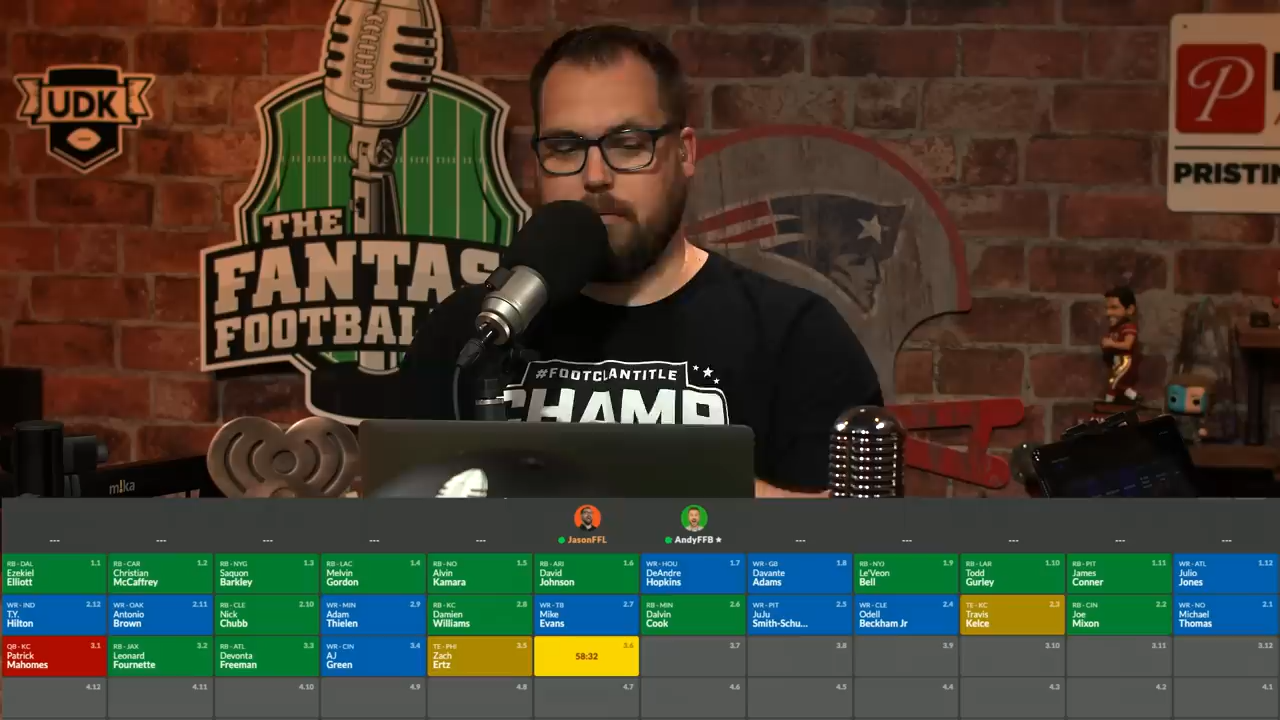 UDK
THE
FANTAS
FOOTBAL
PRISTIN
#FOOTCLANTITLE
CHAMP
mika
--- --- --- --- --- JasonFFL AndyFFB ★ --- --- --- --- ---
RB - DAL 1.1 RB - CAR 1.2 RB - NYG 1.3 RB - LAC 1.4 RB - NO 1.5 RB - ARI 1.6 WR - HOU 1.7 WR - GB 1.8 RB - NYJ 1.9 RB - LAR 1.10 RB - PIT 1.11 WR - ATL 1.12
Ezekiel Christian Saquon Melvin Alvin David DeAndre Davante Le'Veon Todd James Julio
Elliott McCaffrey Barkley Gordon Kamara Johnson Hopkins Adams Bell Gurley Conner Jones
WR - IND 2.12 WR - OAK 2.11 RB - CLE 2.10 WR - MIN 2.9 RB - KC 2.8 WR - TB 2.7 RB - MIN 2.6 WR - PIT 2.5 WR - CLE 2.4 TE - KC 2.3 RB - CIN 2.2 WR - NO 2.1
T.Y. Antonio Nick Adam Damien Mike Dalvin JuJu Odell Travis Joe Michael
Hilton Brown Chubb Thielen Williams Evans Cook Smith-Schu... Beckham Jr Kelce Mixon Thomas
QB - KC 3.1 RB - JAX 3.2 RB - ATL 3.3 WR - CIN 3.4 TE - PHI 3.5 3.6 3.7 3.8 3.9 3.10 3.11 3.12
Patrick Leonard Devonta AJ Zach 58:32
Mahomes Fournette Freeman Green Ertz
4.12 4.11 4.10 4.9 4.8 4.7 4.6 4.5 4.4 4.3 4.2 4.1